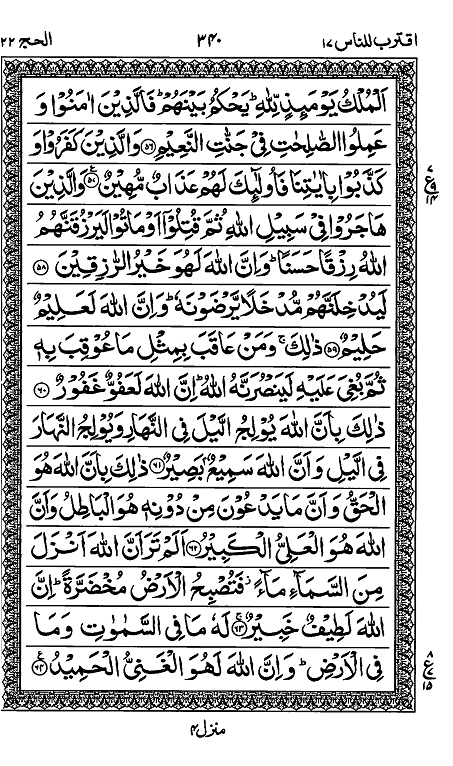 اقترب للناس ١٧ ٣٤٠ الحج ٢٢
اَلْمُلْكُ يَوْمَىِٕذٍ لِّلّٰهِ ؕ یَحْكُمُ بَیْنَهُمْ ؕ فَالَّذِیْنَ اٰمَنُوْا وَ
عَمِلُوا الصّٰلِحٰتِ فِیْ جَنّٰتِ النَّعِیْمِ ۝۵۶ وَالَّذِیْنَ كَفَرُوْا وَ
كَذَّبُوْا بِاٰیٰتِنَا فَاُولٰٓىِٕكَ لَهُمْ عَذَابٌ مُّهِیْنٌ ۝۵۷ وَالَّذِیْنَ
هَاجَرُوْا فِیْ سَبِیْلِ اللّٰهِ ثُمَّ قُتِلُوْۤا اَوْ مَاتُوْا لَیَرْزُقَنَّهُمُ
اللّٰهُ رِزْقًا حَسَنًا ؕ وَاِنَّ اللّٰهَ لَهُوَ خَیْرُ الرّٰزِقِیْنَ ۝۵۸
لَیُدْخِلَنَّهُمْ مُّدْخَلًا یَّرْضَوْنَهٗ ؕ وَاِنَّ اللّٰهَ لَعَلِیْمٌ
حَلِیْمٌ ۝۵۹ ذٰلِكَ ۚ وَمَنْ عَاقَبَ بِمِثْلِ مَا عُوْقِبَ بِهٖ
ثُمَّ بُغِیَ عَلَیْهِ لَیَنْصُرَنَّهُ اللّٰهُ ؕ اِنَّ اللّٰهَ لَعَفُوٌّ غَفُوْرٌ ۝۶۰
ذٰلِكَ بِاَنَّ اللّٰهَ یُوْلِجُ الَّیْلَ فِی النَّهَارِ وَیُوْلِجُ النَّهَارَ
فِی الَّیْلِ وَاَنَّ اللّٰهَ سَمِیْعٌۢ بَصِیْرٌ ۝۶۱ ذٰلِكَ بِاَنَّ اللّٰهَ هُوَ
الْحَقُّ وَاَنَّ مَا یَدْعُوْنَ مِنْ دُوْنِهٖ هُوَ الْبَاطِلُ وَاَنَّ
اللّٰهَ هُوَ الْعَلِیُّ الْكَبِیْرُ ۝۶۲ اَلَمْ تَرَ اَنَّ اللّٰهَ اَنْزَلَ
مِنَ السَّمَآءِ مَآءً ؗ فَتُصْبِحُ الْاَرْضُ مُخْضَرَّةً ؕ اِنَّ
اللّٰهَ لَطِیْفٌ خَبِیْرٌ ۝۶۳ لَهٗ مَا فِی السَّمٰوٰتِ وَمَا
فِی الْاَرْضِ ؕ وَاِنَّ اللّٰهَ لَهُوَ الْغَنِیُّ الْحَمِیْدُ ۝۶۴
٧ ع ٩ ١٤
٨ ع ١٥
منزل ٤